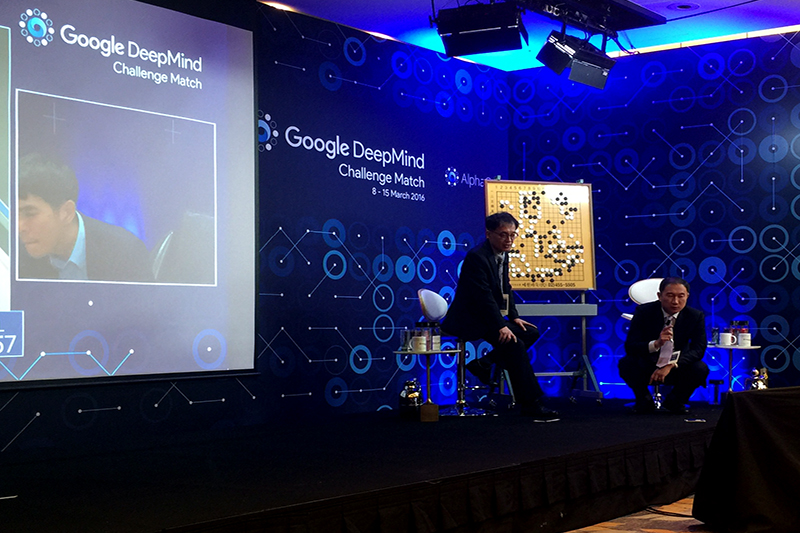 Google DeepMind
Challenge Match
57
Google DeepMind
Challenge Match
8 - 15 March 2016
Alpha